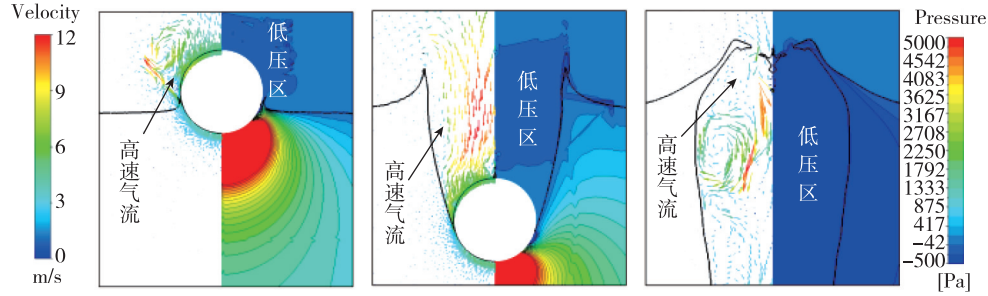 Velocity
12
9
6
3
0
m/s
高速气流
低压区
高速气流
低压区
高速气流
低压区
Pressure
5000
4542
4083
3625
3167
2708
2250
1792
1333
875
417
-42
-500
[Pa]